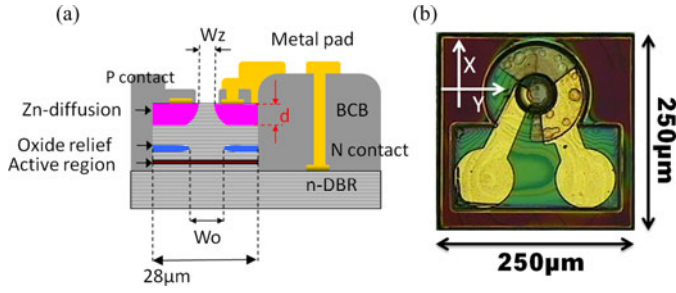 (a)
Wz
Metal pad
P contact
Zn-diffusion
d
BCB
Oxide relief
N contact
Active region
n-DBR
Wo
28μm
(b)
X
Y
250μm
250μm